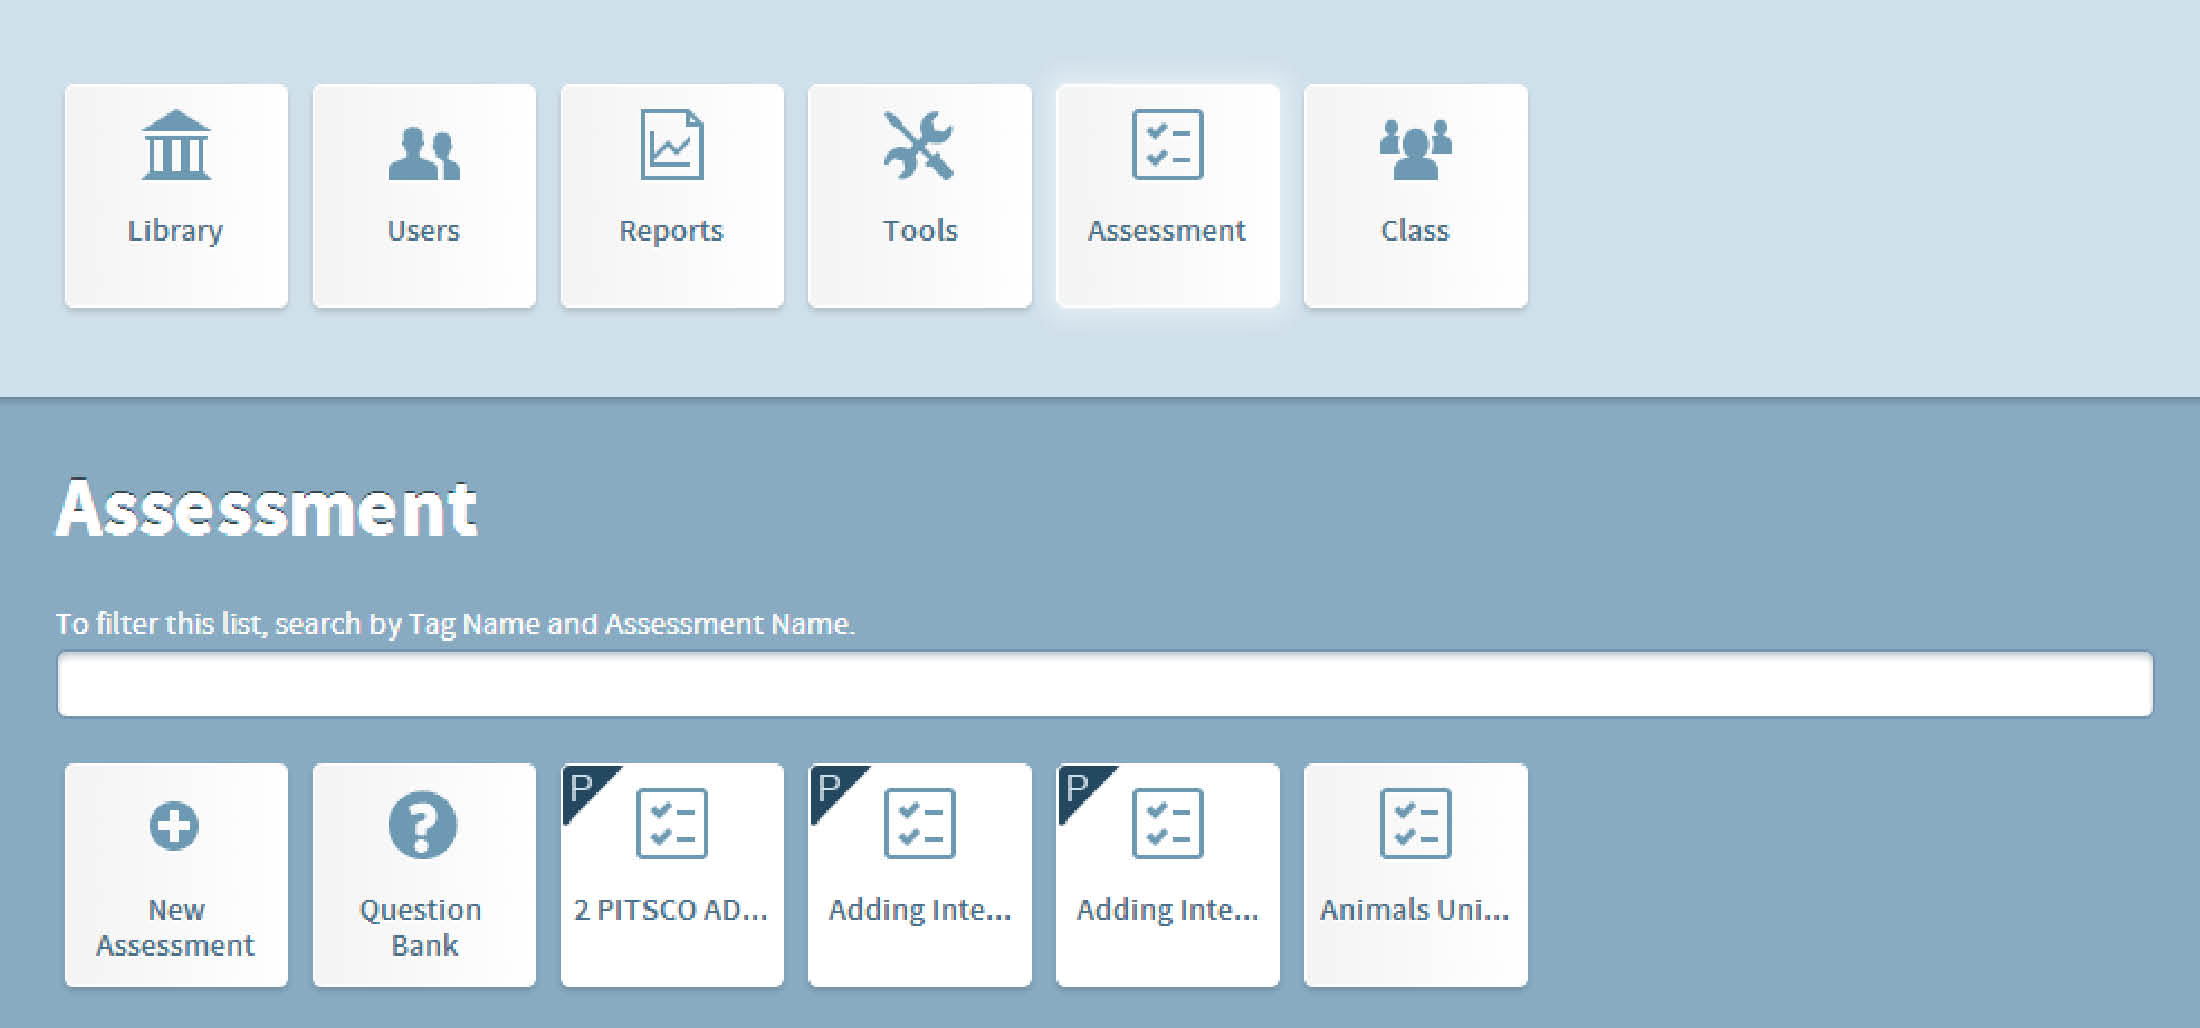 Library
Users
Reports
Tools
Assessment
Class
Assessment
To filter this list, search by Tag Name and Assessment Name.
New
Assessment
Question
Bank
P
2 PITSCO AD...
P
Adding Inte...
P
Adding Inte...
Animals Uni...